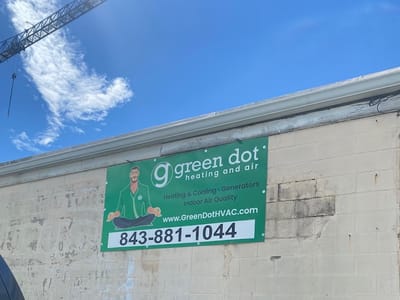 g green dot
heating and air
Heating & Cooling • Generators
Indoor Air Quality
www.GreenDotHVAC.com
843-881-1044